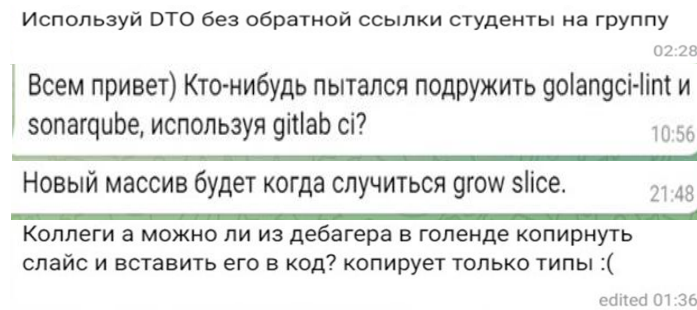 Используй DTO без обратной ссылки студенты на группу
02:28
Всем привет) Кто-нибудь пытался подружить golangci-lint и
sonarqube, используя gitlab ci?
10:56
Новый массив будет когда случиться grow slice.
21:48
Коллеги а можно ли из дебагера в голенде копирнуть
слайс и вставить его в код? копирует только типы :(
edited 01:36